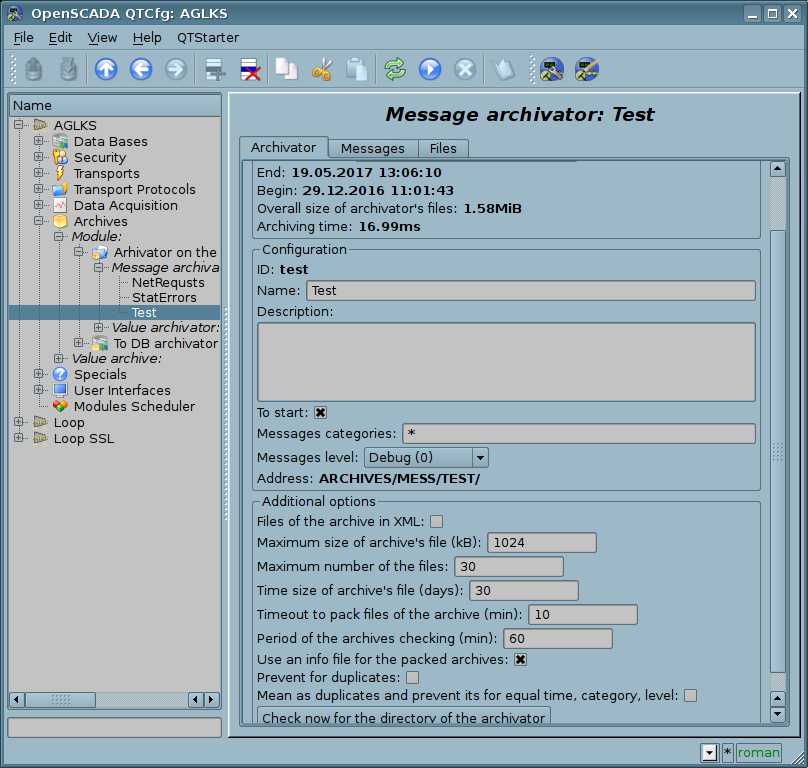 OpenSCADA QTCfg: AGLKS
File Edit View Help QTStarter
Name
AGLKS
Data Bases
Security
Transports
Transport Protocols
Data Acquisition
Archives
Module:
Arhivator on the
Message archiva
NetRequsts
StatErrors
Test
Value archivator:
To DB archivator
Value archive:
Specials
User Interfaces
Modules Scheduler
Loop
Loop SSL
Message archivator: Test
Archivator Messages Files
End: 19.05.2017 13:06:10
Begin: 29.12.2016 11:01:43
Overall size of archivator's files: 1.58MiB
Archiving time: 16.99ms
Configuration
ID: test
Name: Test
Description:
To start:
Messages categories: *
Messages level: Debug (0)
Address: ARCHIVES/MESS/TEST/
Additional options
Files of the archive in XML:
Maximum size of archive's file (kB): 1024
Maximum number of the files: 30
Time size of archive's file (days): 30
Timeout to pack files of the archive (min): 10
Period of the archives checking (min): 60
Use an info file for the packed archives:
Prevent for duplicates:
Mean as duplicates and prevent its for equal time, category, level:
Check now for the directory of the archivator
* roman